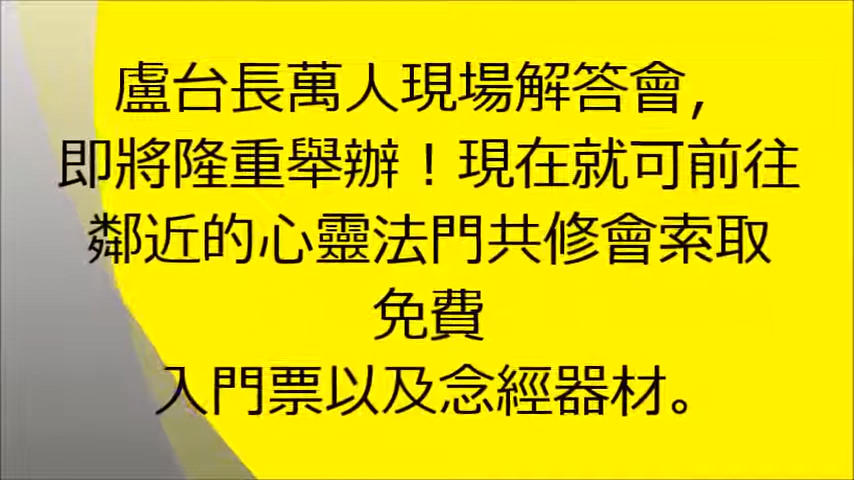 盧台長萬人現場解答會，
即將隆重舉辦！現在就可前往
鄰近的心靈法門共修會索取
免費
入門票以及念經器材。